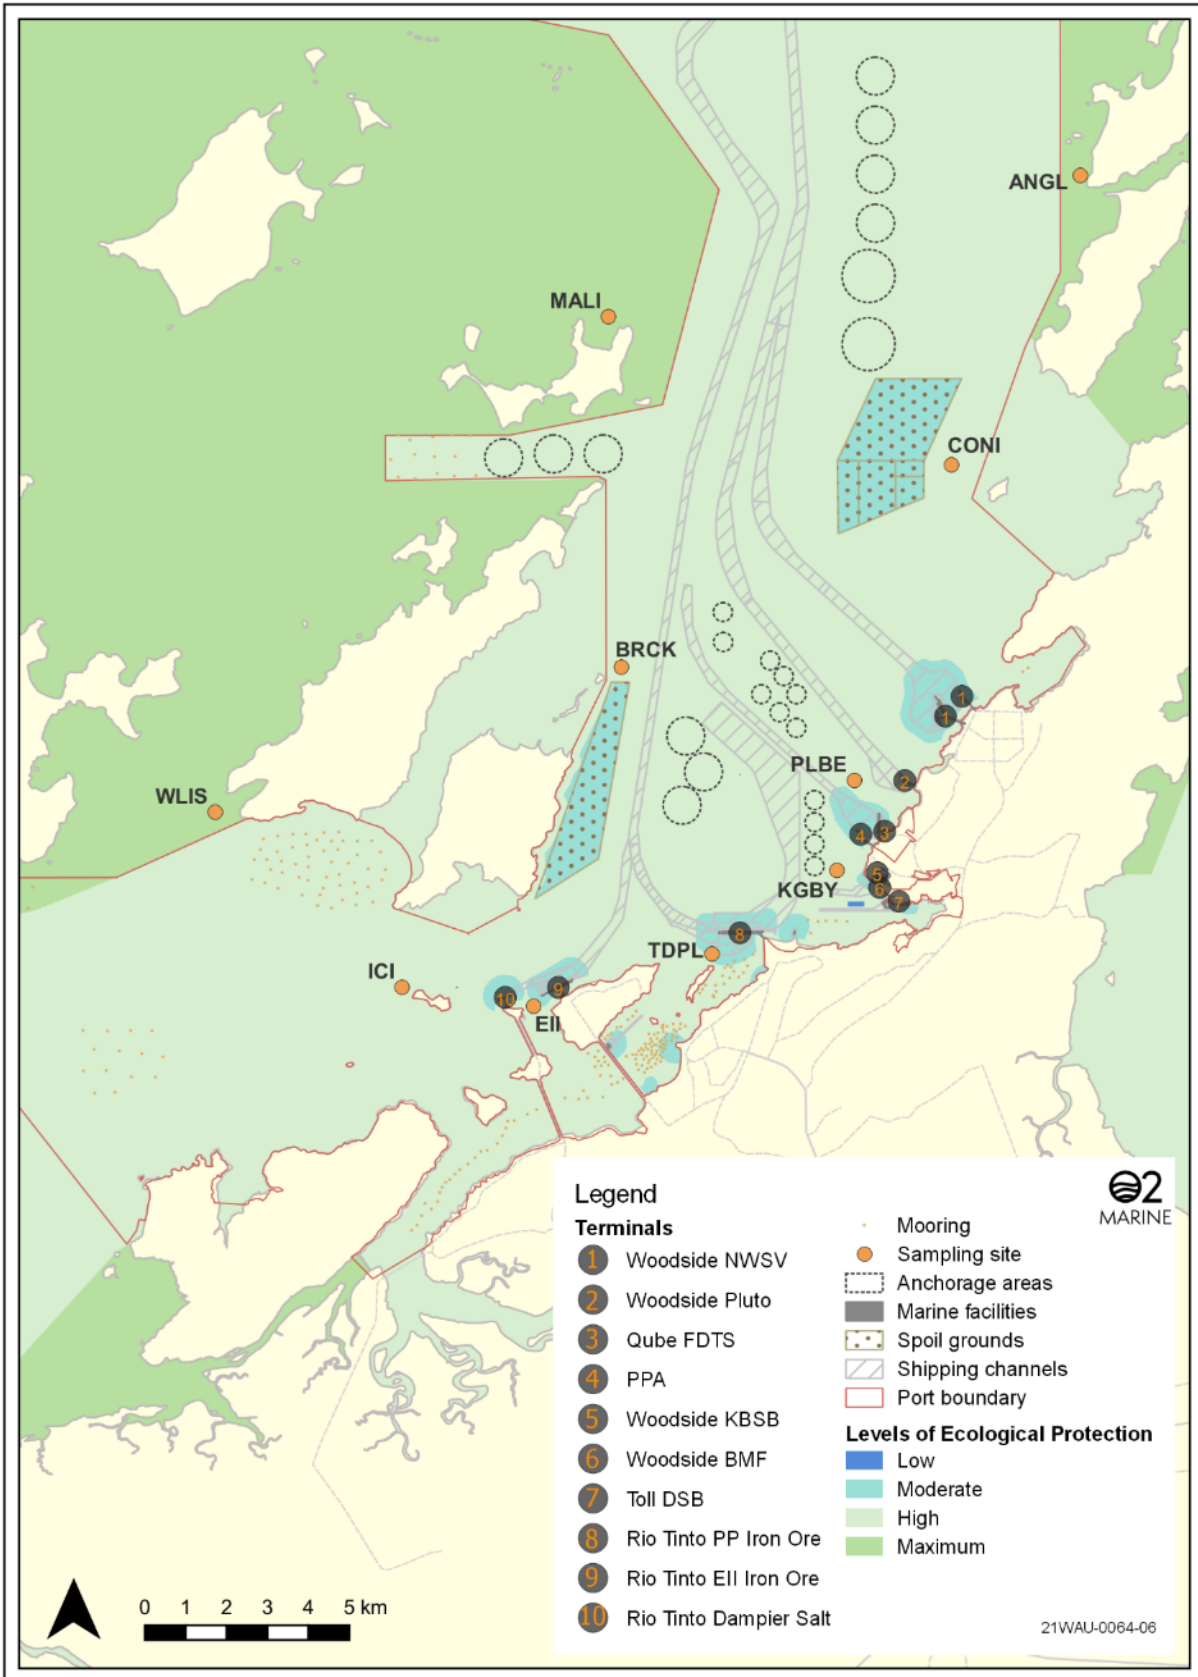 ANGL
MALI
CONI
BRCK
PLBE
WLIS
KGBY
TDPL
ICI
EII
1
1
2
3
4
5
6
7
8
9
10
Legend
Terminals
1 Woodside NWSV
2 Woodside Pluto
3 Qube FDTS
4 PPA
5 Woodside KBSB
6 Woodside BMF
7 Toll DSB
8 Rio Tinto PP Iron Ore
9 Rio Tinto EII Iron Ore
10 Rio Tinto Dampier Salt
O2
MARINE
Mooring
Sampling site
Anchorage areas
Marine facilities
Spoil grounds
Shipping channels
Port boundary
Levels of Ecological Protection
Low
Moderate
High
Maximum
0 1 2 3 4 5 km
21WAU-0064-06